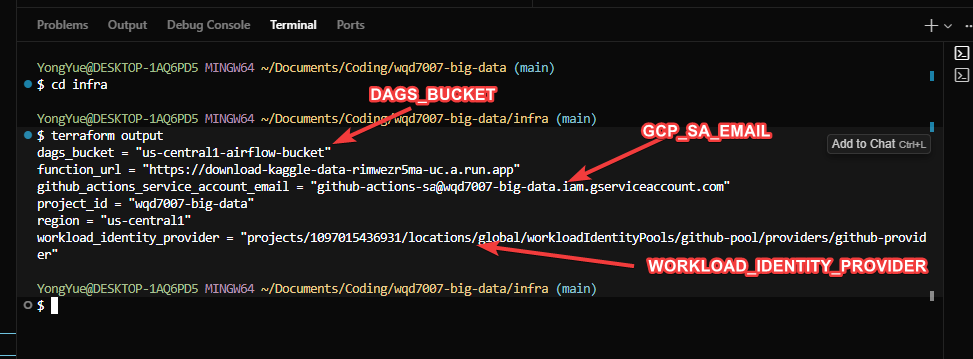 Problems Output Debug Console Terminal Ports
YongYue@DESKTOP-1AQ6PD5 MINGW64 ~/Documents/Coding/wqd7007-big-data (main)
$ cd infra
DAGS_BUCKET
YongYue@DESKTOP-1AQ6PD5 MINGW64 ~/Documents/Coding/wqd7007-big-data/infra (main)
GCP_SA_EMAIL
$ terraform output
Add to Chat Ctrl+L
dags_bucket = "us-central1-airflow-bucket"
function_url = "https://download-kaggle-data-rimwezr5ma-uc.a.run.app"
github_actions_service_account_email = "github-actions-sa@wqd7007-big-data.iam.gserviceaccount.com"
project_id = "wqd7007-big-data"
region = "us-central1"
workload_identity_provider = "projects/1097015436931/locations/global/workloadIdentityPools/github-pool/providers/github-provid
er"
WORKLOAD_IDENTITY_PROVIDER
YongYue@DESKTOP-1AQ6PD5 MINGW64 ~/Documents/Coding/wqd7007-big-data/infra (main)
$